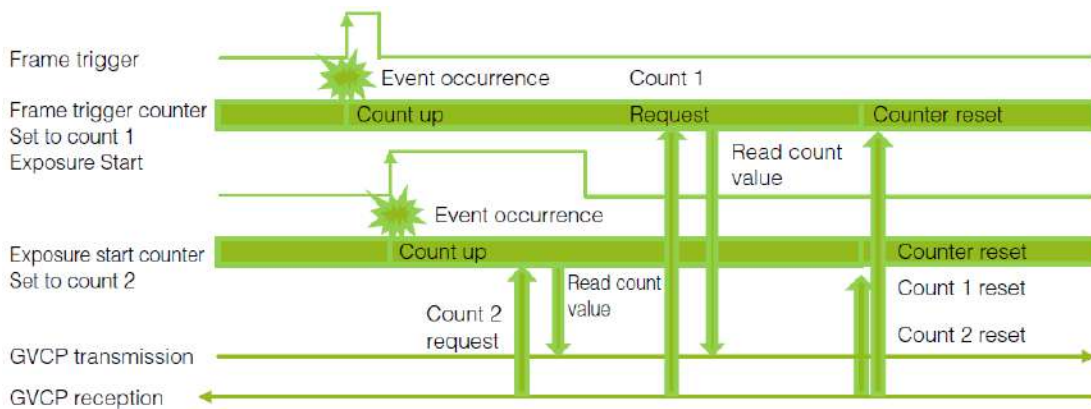 Frame trigger
Event occurrence
Count 1
Frame trigger counter
Set to count 1
Exposure Start
Count up
Request
Counter reset
Read count
value
Event occurrence
Exposure start counter
Set to count 2
Count up
Counter reset
Read count
value
Count 2
request
Count 1 reset
Count 2 reset
GVCP transmission
GVCP reception